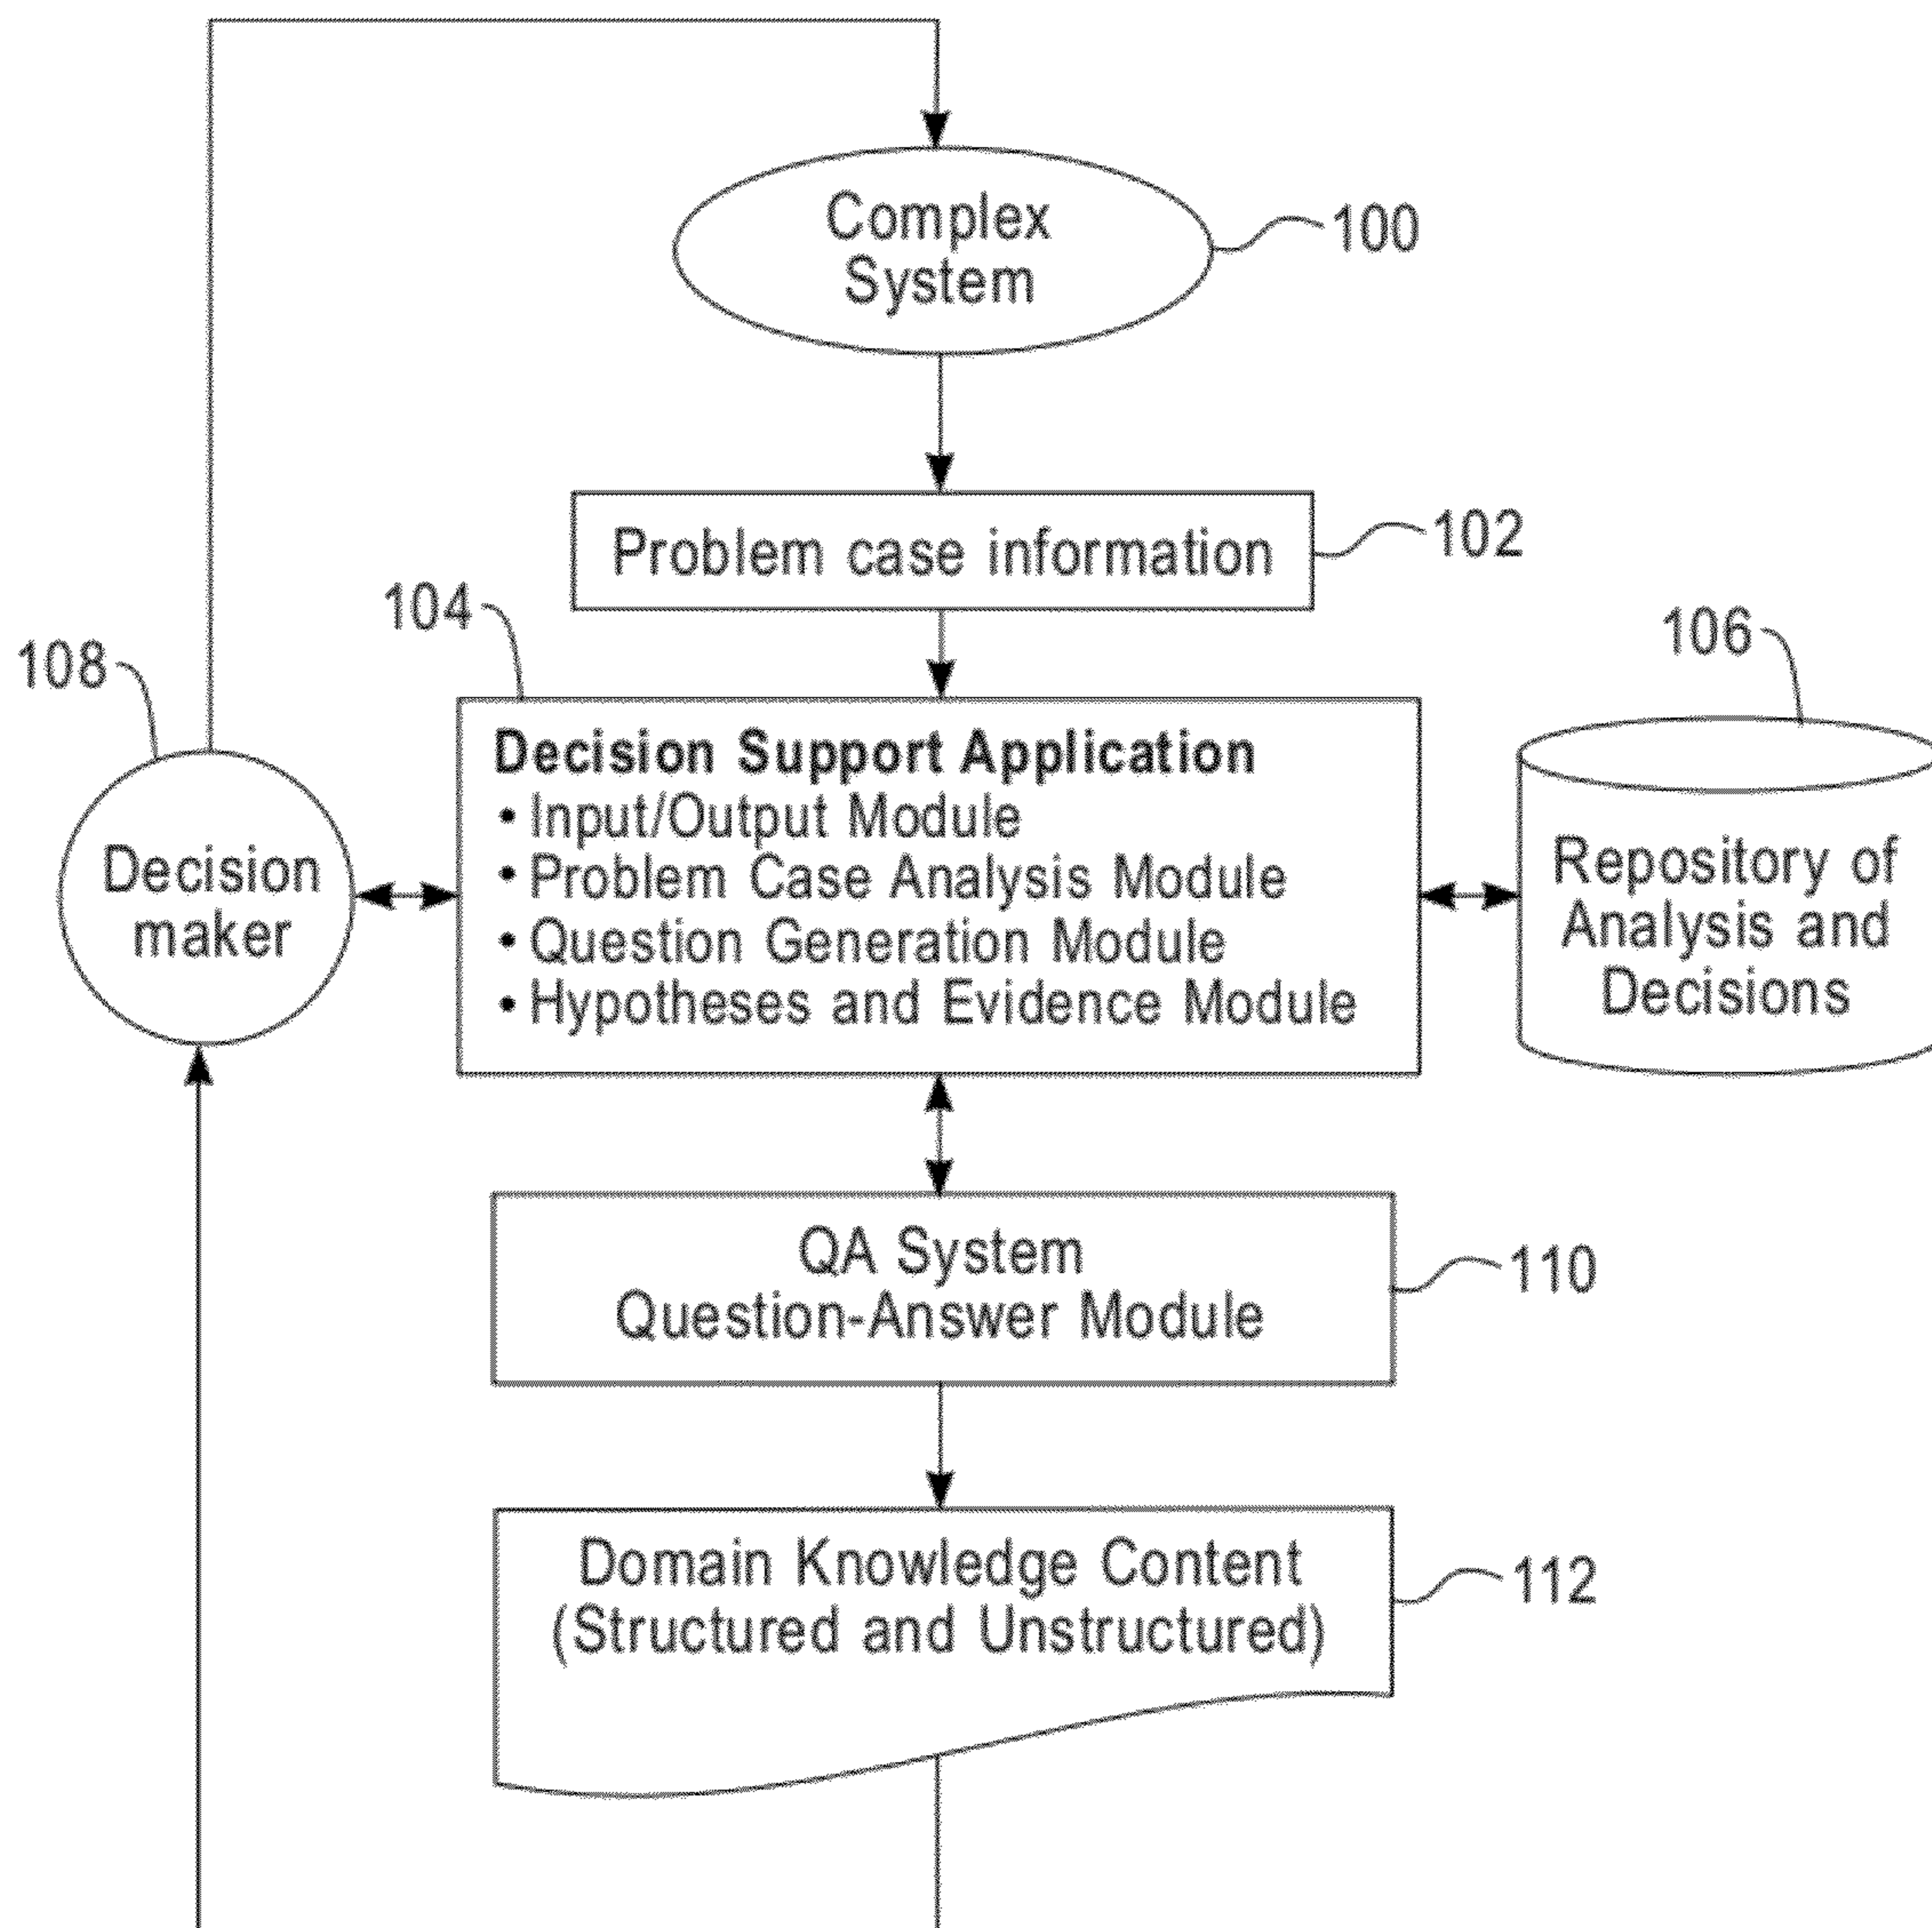 Complex
System
100
Problem case information
102
104
106
108
Decision Support Application
• Input/Output Module
• Problem Case Analysis Module
• Question Generation Module
• Hypotheses and Evidence Module
Decision
maker
Repository of
Analysis and
Decisions
QA System
Question-Answer Module
110
Domain Knowledge Content
(Structured and Unstructured)
112